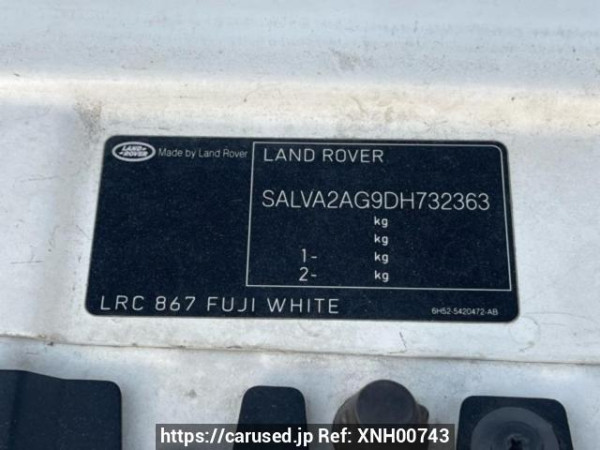 LAND ROVER Made by Land Rover
LAND ROVER
SALVA2AG9DH732363
kg
kg
1- kg
2- kg
LRC 867 FUJI WHITE
6H52-5420472-AB
https://carused.jp Ref: XNH00743